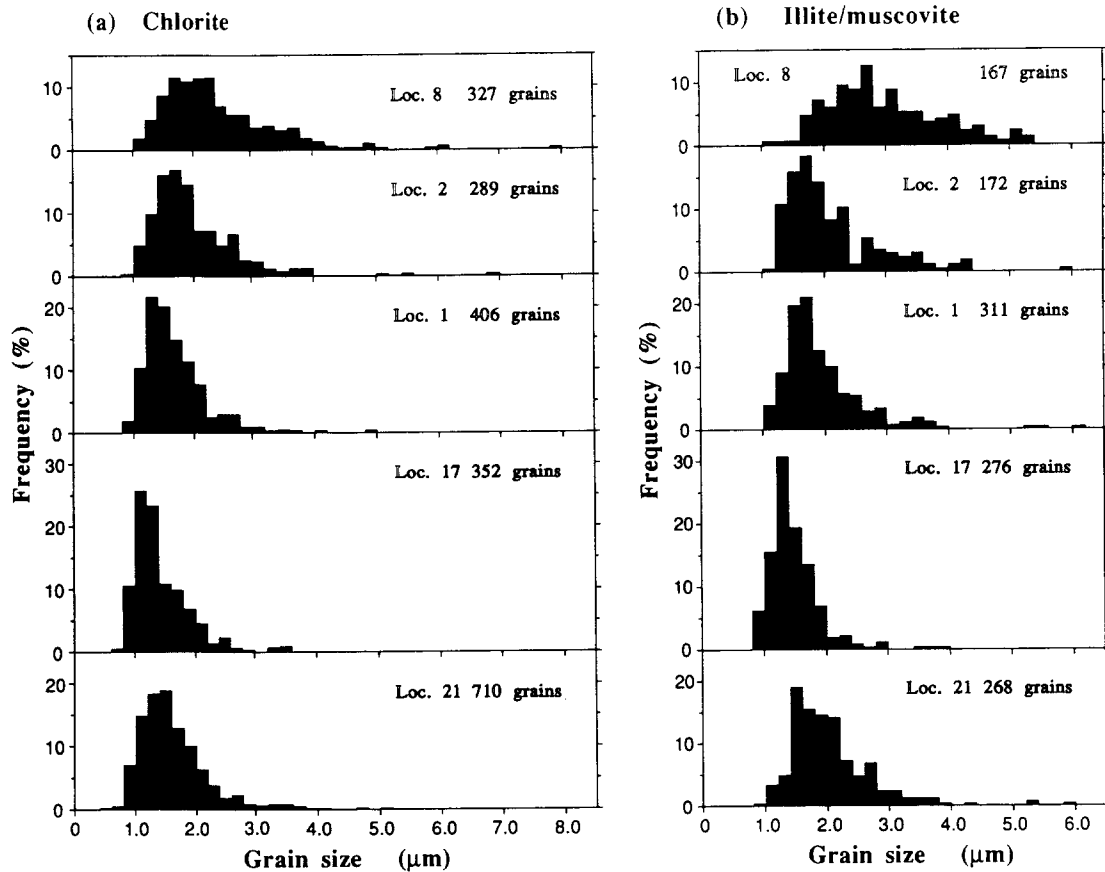 (a) Chlorite
Frequency (%)
10
0
Loc. 8 327 grains
10
0
Loc. 2 289 grains
20
10
0
Loc. 1 406 grains
30
20
10
0
Loc. 17 352 grains
20
10
0
Loc. 21 710 grains
0 1.0 2.0 3.0 4.0 5.0 6.0 7.0 8.0
Grain size (μm)
(b) Illite/muscovite
Frequency (%)
10
0
Loc. 8 167 grains
10
0
Loc. 2 172 grains
20
10
0
Loc. 1 311 grains
30
20
10
0
Loc. 17 276 grains
20
10
0
Loc. 21 268 grains
0 1.0 2.0 3.0 4.0 5.0 6.0
Grain size (μm)